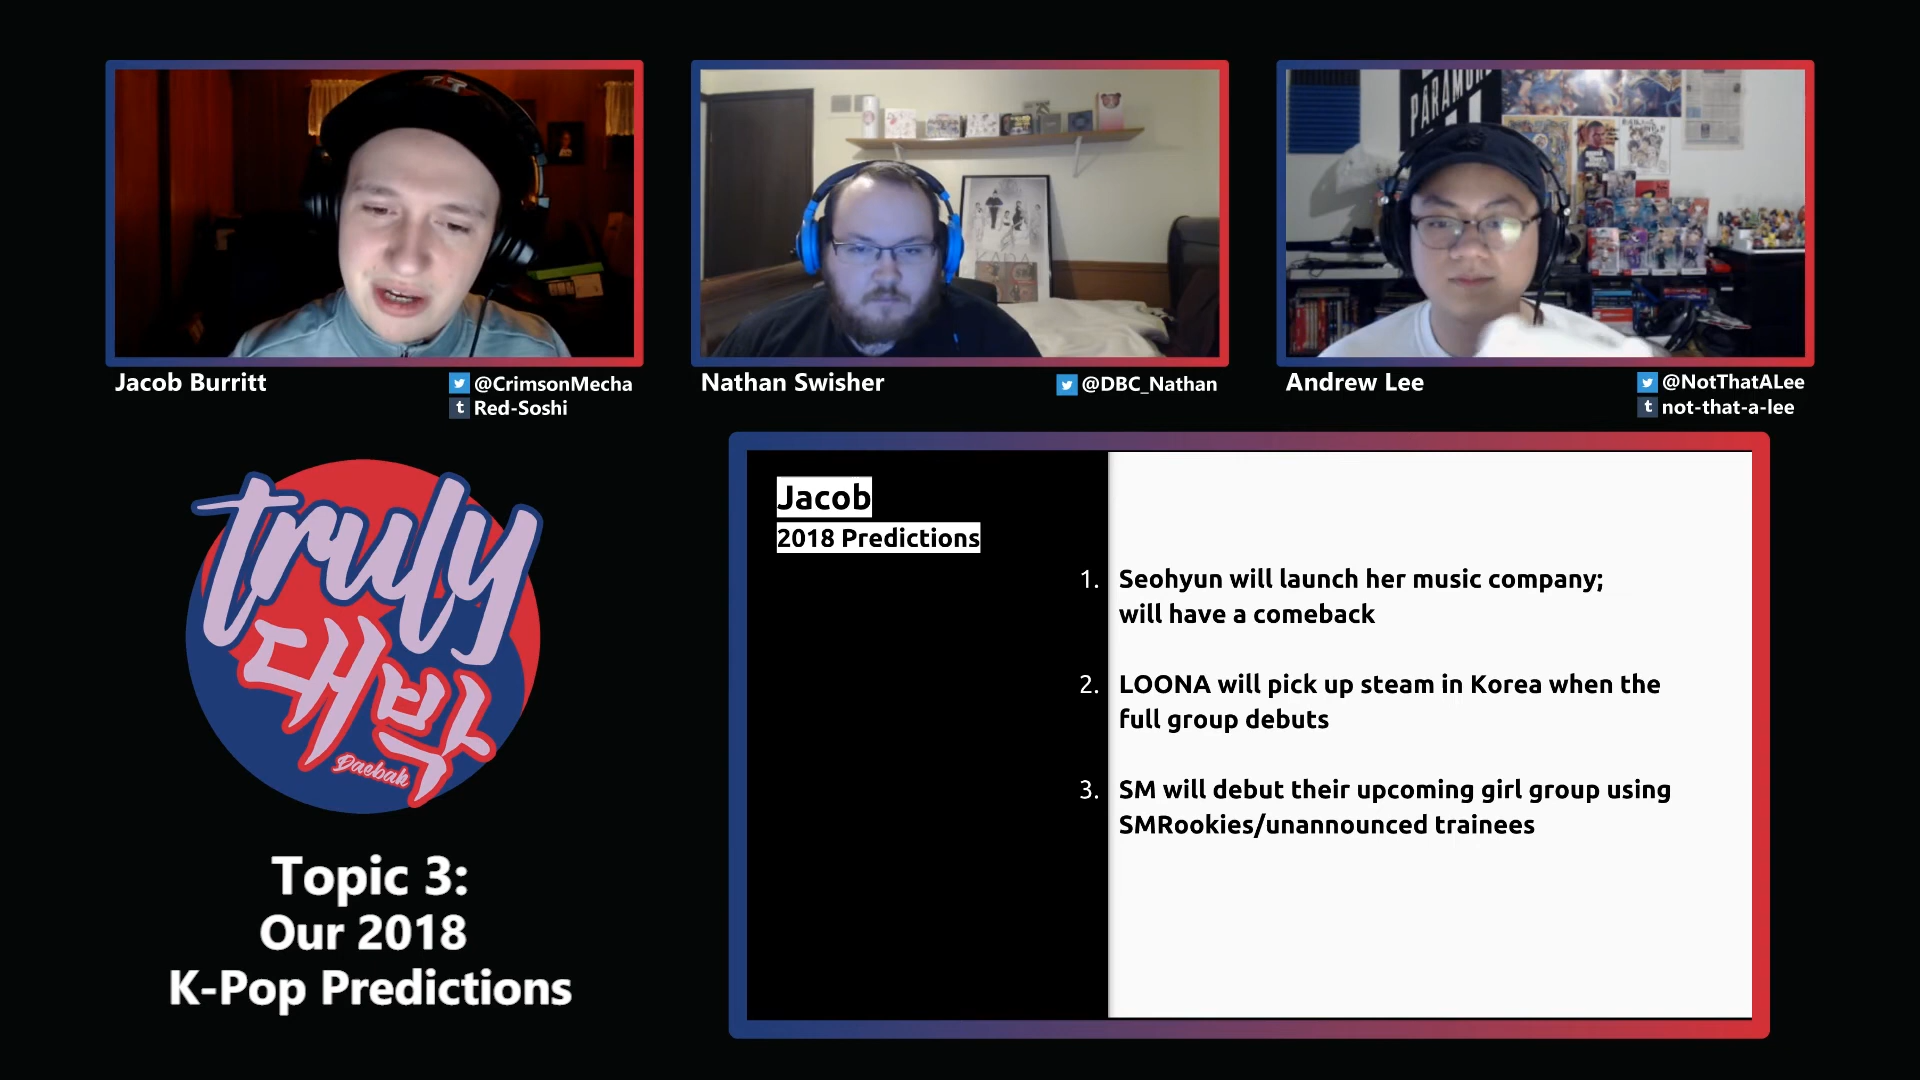 PARAMORE
KARD
Jacob Burritt
@CrimsonMecha
Red-Soshi
Nathan Swisher
@DBC_Nathan
Andrew Lee
@NotThatALee
not-that-a-lee
truly
대박
Daebak
Topic 3:
Our 2018
K-Pop Predictions
Jacob
2018 Predictions
1. Seohyun will launch her music company;
will have a comeback
2. LOONA will pick up steam in Korea when the
full group debuts
3. SM will debut their upcoming girl group using
SMRookies/unannounced trainees